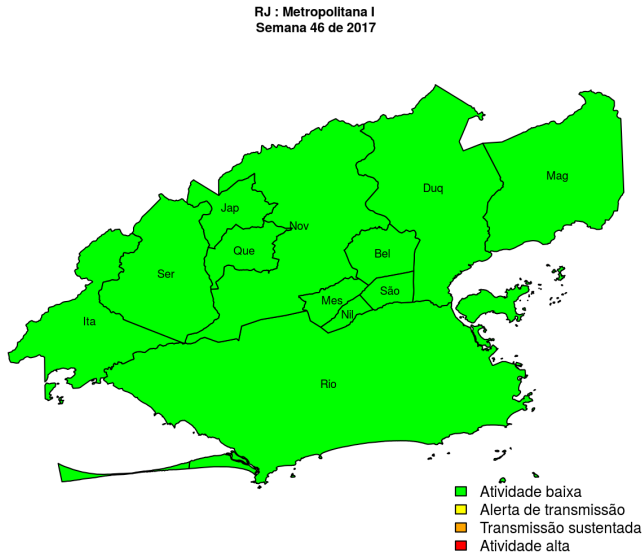 RJ : Metropolitana I
Semana 46 de 2017
Mag
Duq
Jap
Nov
Que
Bel
Ser
São
Mes
Nil
Ita
Rio
Atividade baixa
Alerta de transmissão
Transmissão sustentada
Atividade alta